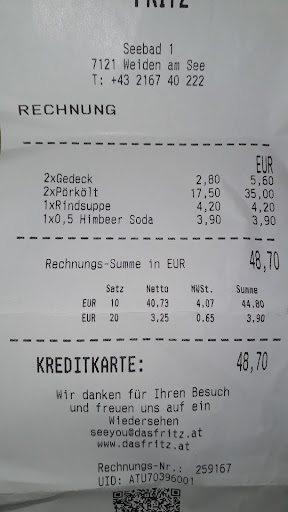 FRITZ
Seebad 1
7121 Weiden am See
T: +43 2167 40 222
RECHNUNG
EUR
2xGedeck 2,80 5,60
2xPörkölt 17,50 35,00
1xRindsuppe 4,20 4,20
1x0,5 Himbeer Soda 3,90 3,90
Rechnungs-Summe in EUR 48,70
Satz Netto MWSt. Summe
EUR 10 40.73 4.07 44.80
EUR 20 3,25 0.65 3.90
KREDITKARTE: 48,70
Wir danken für Ihren Besuch
und freuen uns auf ein
Wiedersehen
seeyou@dasfritz.at
www.dasfritz.at
Rechnungs-Nr.: 259167
UID: ATU70396001